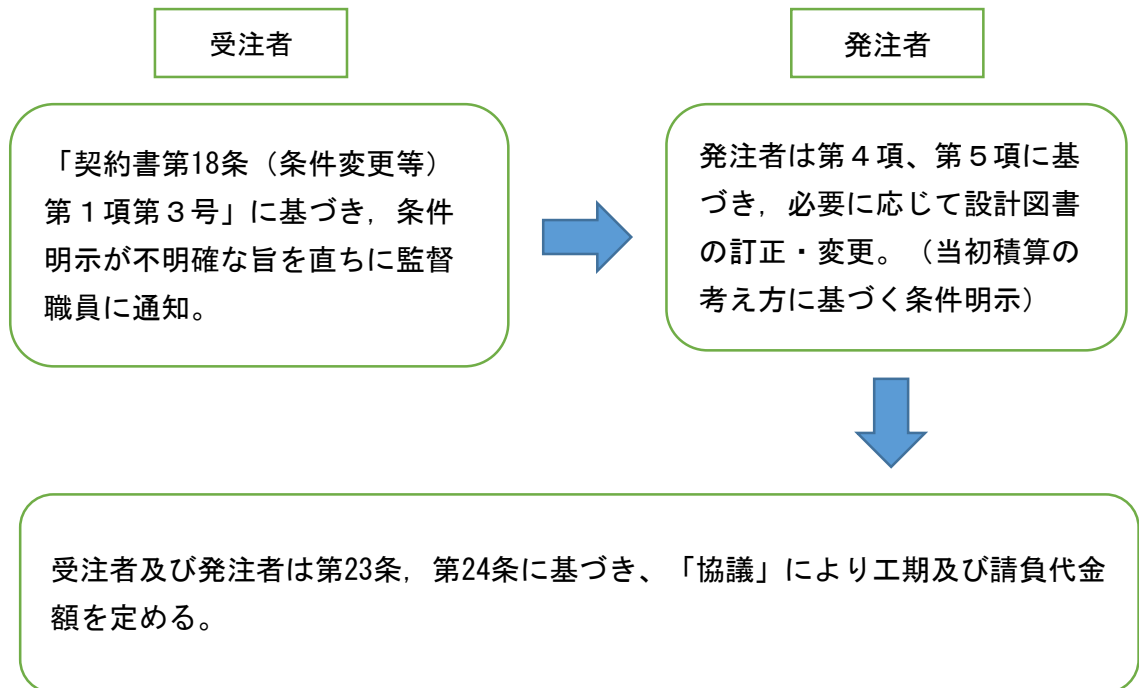 受注者
発注者
「契約書第18条（条件変更等）
第１項第３号」に基づき，条件
明示が不明確な旨を直ちに監督
職員に通知。
発注者は第４項、第５項に基
づき，必要に応じて設計図書
の訂正・変更。（当初積算の
考え方に基づく条件明示）
受注者及び発注者は第23条，第24条に基づき、「協議」により工期及び請負代金
額を定める。